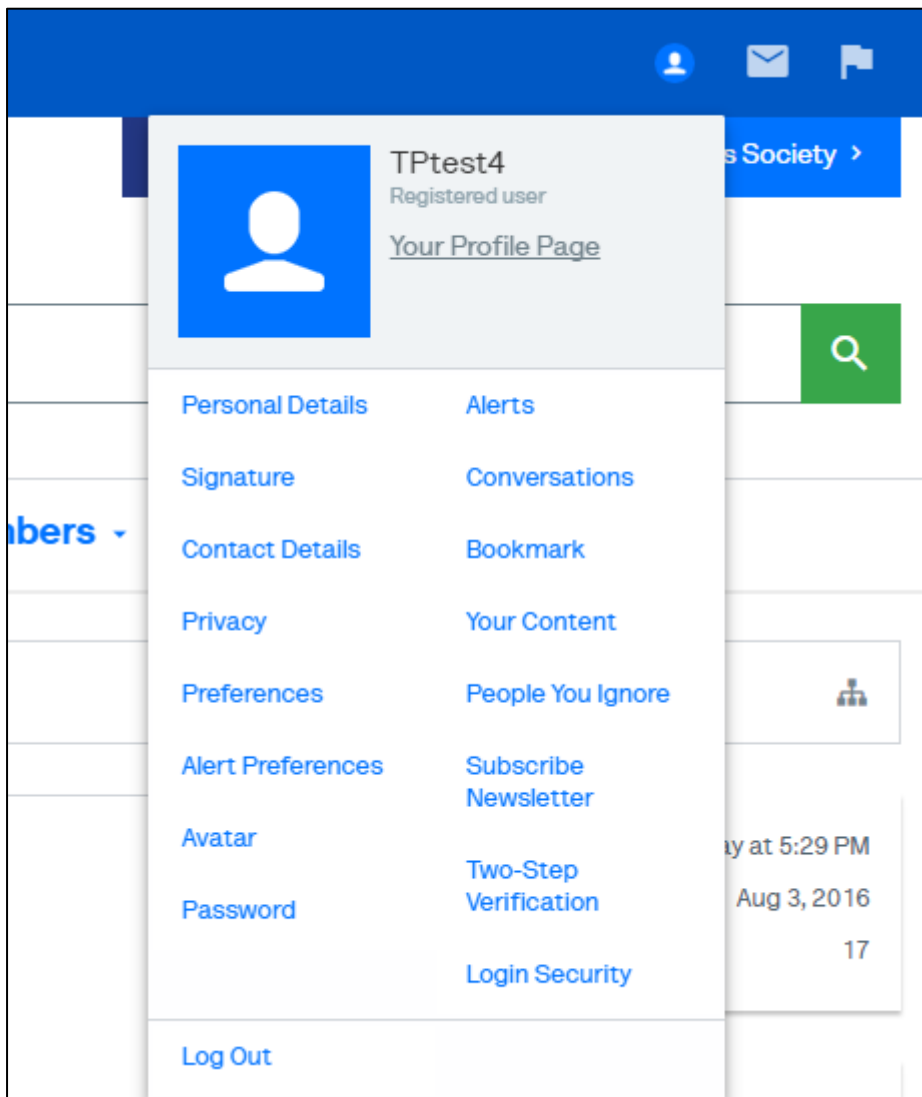 s Society >
TPtest4
Registered user
Your Profile Page
Personal Details
Signature
Contact Details
Privacy
Preferences
Alert Preferences
Avatar
Password
Alerts
Conversations
Bookmark
Your Content
People You Ignore
Subscribe
Newsletter
Two-Step
Verification
Login Security
Log Out
nbers
ay at 5:29 PM
Aug 3, 2016
17